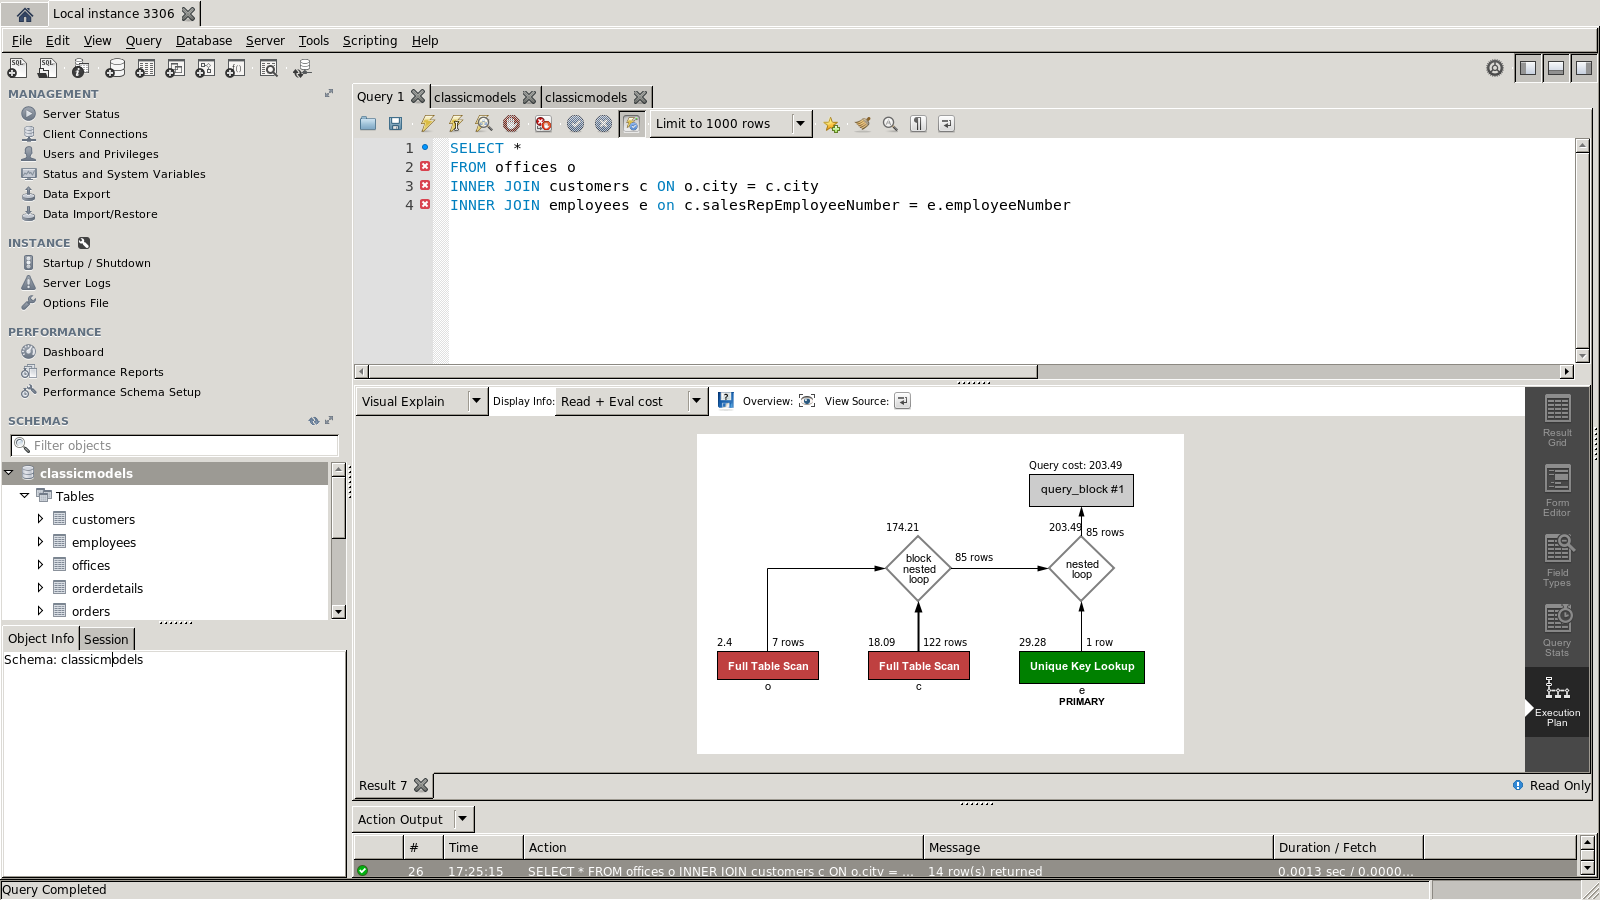 Local instance 3306
File Edit View Query Database Server Tools Scripting Help
MANAGEMENT
Server Status
Client Connections
Users and Privileges
Status and System Variables
Data Export
Data Import/Restore
INSTANCE
Startup / Shutdown
Server Logs
Options File
PERFORMANCE
Dashboard
Performance Reports
Performance Schema Setup
SCHEMAS
Filter objects
classicmodels
Tables
customers
employees
offices
orderdetails
orders
Object Info Session
Schema: classicmodels
Query 1 classicmodels classicmodels
Limit to 1000 rows
1 SELECT *
2 FROM offices o
3 INNER JOIN customers c ON o.city = c.city
4 INNER JOIN employees e on c.salesRepEmployeeNumber = e.employeeNumber
Visual Explain Display Info: Read + Eval cost Overview: View Source:
Query cost: 203.49
query_block #1
174.21
203.49
85 rows
block
nested
loop
85 rows
nested
loop
2.4 7 rows
18.09 122 rows
29.28 1 row
Full Table Scan
Full Table Scan
Unique Key Lookup
o
c
e
PRIMARY
Result
Grid
Form
Editor
Field
Types
Query
Stats
Execution
Plan
Result 7
Read Only
Action Output
# Time Action Message Duration / Fetch
26 17:25:15 SELECT * FROM offices o INNER JOIN customers c ON o.city = ... 14 row(s) returned 0.0013 sec / 0.0000...
Query Completed